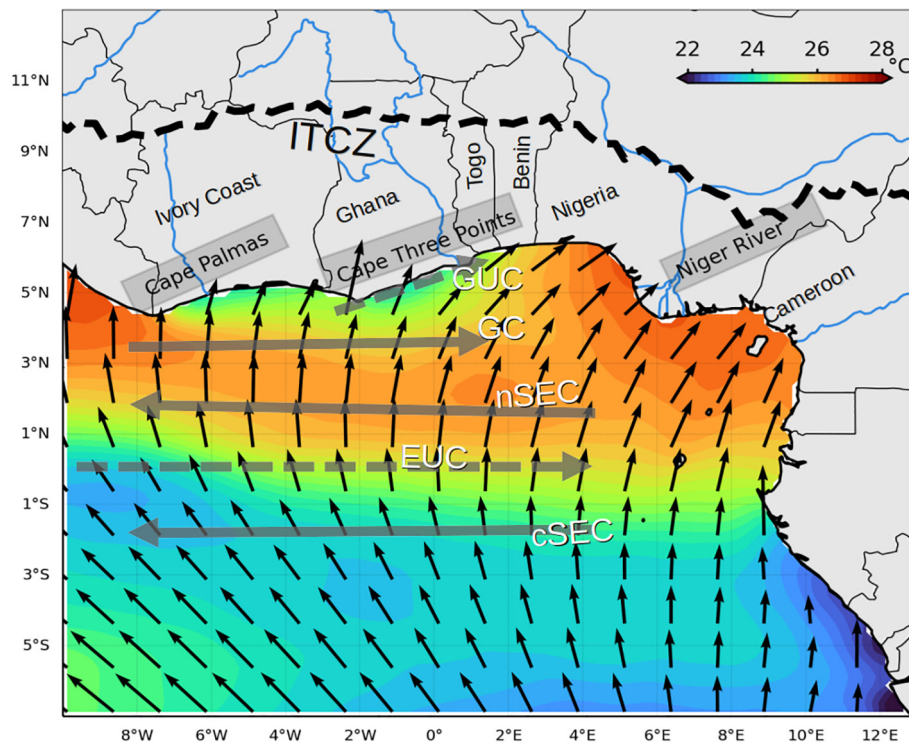 22 24 26 28
°C
11°N
ITCZ
9°N
Togo
Benin
Ivory Coast
Ghana
Nigeria
7°N
Cape Palmas
Cape Three Points
Niger River
5°N
GUC
Cameroon
GC
3°N
nSEC
1°N
EUC
1°S
cSEC
3°S
5°S
8°W 6°W 4°W 2°W 0° 2°E 4°E 6°E 8°E 10°E 12°E